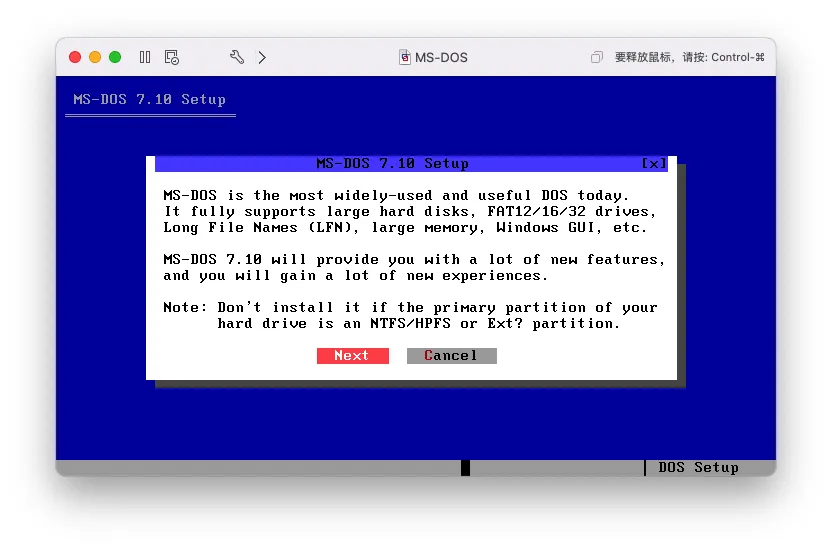 MS-DOS
要释放鼠标，请按: Control-⌘
MS-DOS 7.10 Setup
MS-DOS 7.10 Setup [x]
MS-DOS is the most widely-used and useful DOS today.
It fully supports large hard disks, FAT12/16/32 drives,
Long File Names (LFN), large memory, Windows GUI, etc.
MS-DOS 7.10 will provide you with a lot of new features,
and you will gain a lot of new experiences.
Note: Don't install it if the primary partition of your
hard drive is an NTFS/HPFS or Ext? partition.
Next Cancel
DOS Setup